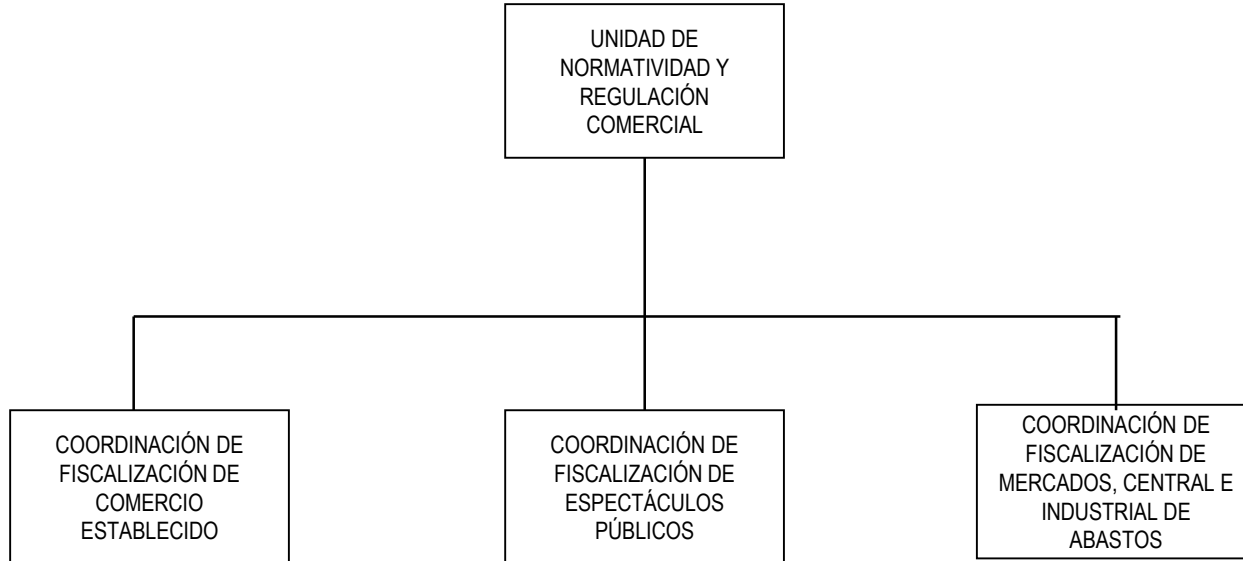 UNIDAD DE
NORMATIVIDAD Y
REGULACIÓN
COMERCIAL
COORDINACIÓN DE
FISCALIZACIÓN DE
COMERCIO
ESTABLECIDO
COORDINACIÓN DE
FISCALIZACIÓN DE
ESPECTÁCULOS
PÚBLICOS
COORDINACIÓN DE
FISCALIZACIÓN DE
MERCADOS, CENTRAL E
INDUSTRIAL DE
ABASTOS